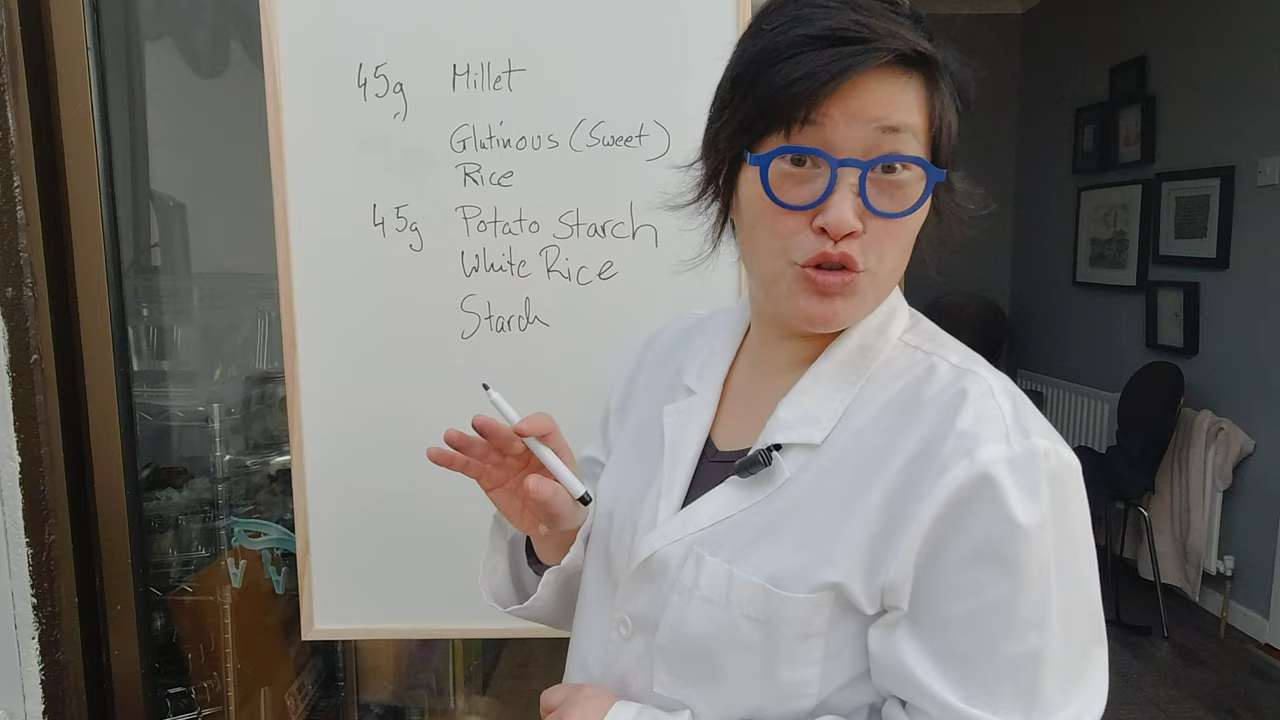 45g Millet
Glutinous (Sweet)
Rice
45g Potato Starch
White Rice
Starch